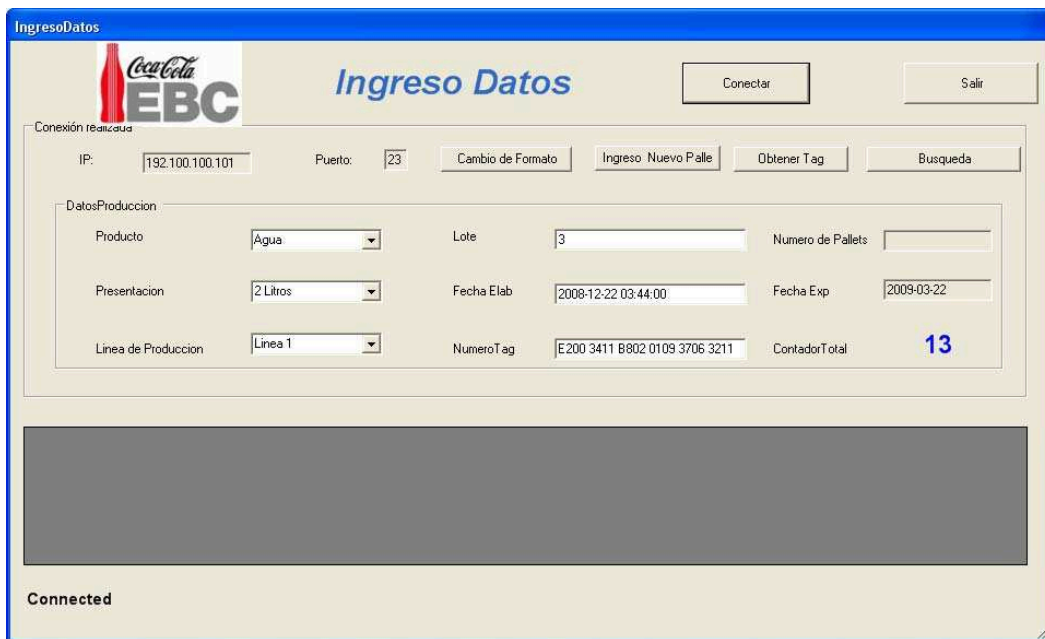 IngresoDatos
Coca-Cola
EBC
Ingreso Datos
Conectar
Salir
Conexión realizada
IP:
192.100.100.101
Puerto:
23
Cambio de Formato
Ingreso Nuevo Palle
Obtener Tag
Busqueda
DatosProduccion
Producto
Agua
Lote
3
Numero de Pallets
Presentacion
2 Litros
Fecha Elab
2008-12-22 03:44:00
Fecha Exp
2009-03-22
Linea de Produccion
Linea 1
NumeroTag
E200 3411 B802 0109 3706 3211
ContadorTotal
13
Connected